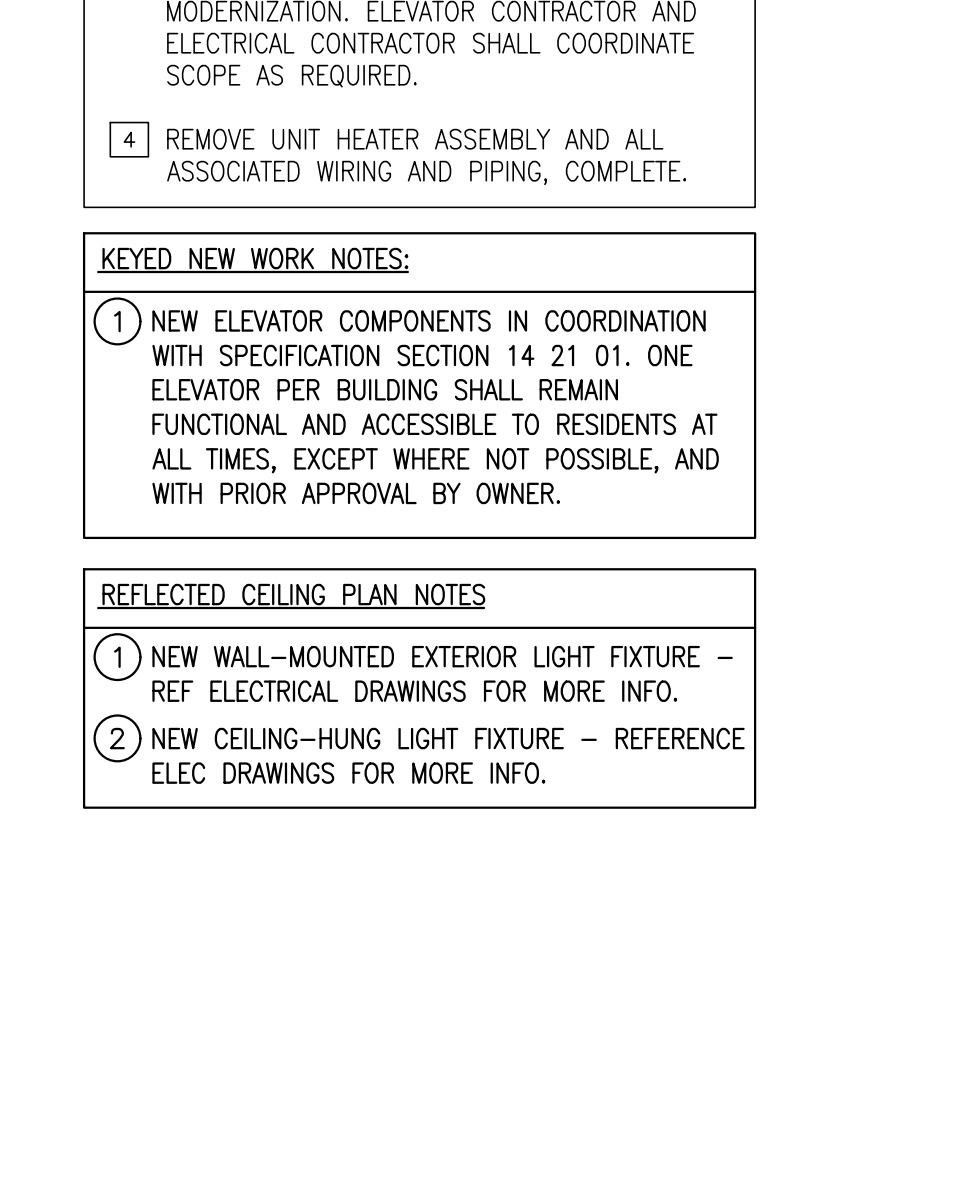 MODERNIZATION. ELEVATOR CONTRACTOR AND
ELECTRICAL CONTRACTOR SHALL COORDINATE
SCOPE AS REQUIRED.
4 REMOVE UNIT HEATER ASSEMBLY AND ALL
ASSOCIATED WIRING AND PIPING, COMPLETE.
KEYED NEW WORK NOTES:
1 NEW ELEVATOR COMPONENTS IN COORDINATION
WITH SPECIFICATION SECTION 14 21 01. ONE
ELEVATOR PER BUILDING SHALL REMAIN
FUNCTIONAL AND ACCESSIBLE TO RESIDENTS AT
ALL TIMES, EXCEPT WHERE NOT POSSIBLE, AND
WITH PRIOR APPROVAL BY OWNER.
REFLECTED CEILING PLAN NOTES
1 NEW WALL–MOUNTED EXTERIOR LIGHT FIXTURE –
REF ELECTRICAL DRAWINGS FOR MORE INFO.
2 NEW CEILING–HUNG LIGHT FIXTURE – REFERENCE
ELEC DRAWINGS FOR MORE INFO.